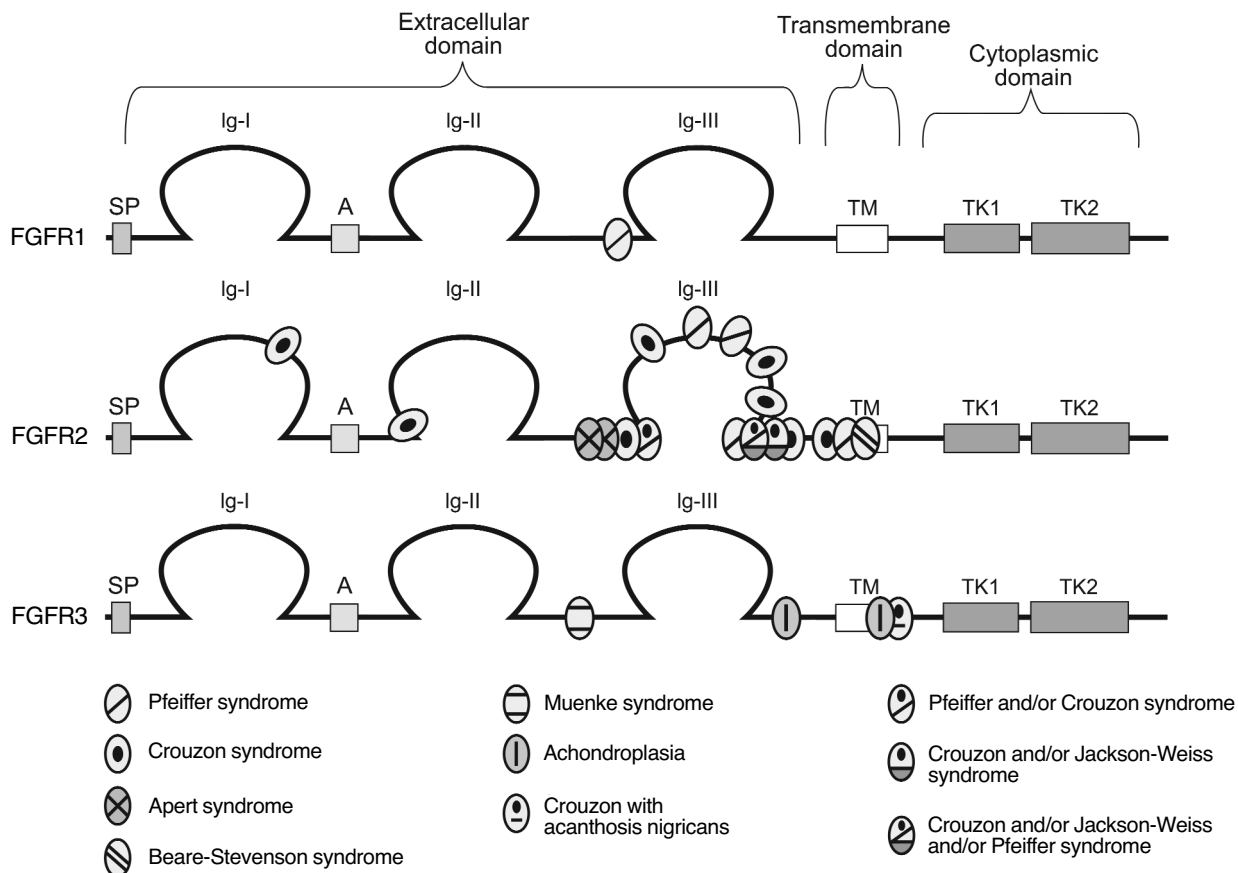 Extracellular
domain
Transmembrane
domain
Cytoplasmic
domain
Ig-I
Ig-II
Ig-III
SP
A
TM
TK1
TK2
FGFR1
Ig-I
Ig-II
Ig-III
SP
A
TM
TK1
TK2
FGFR2
Ig-I
Ig-II
Ig-III
SP
A
TM
TK1
TK2
FGFR3
Pfeiffer syndrome
Crouzon syndrome
Apert syndrome
Beare-Stevenson syndrome
Muenke syndrome
Achondroplasia
Crouzon with
acanthosis nigricans
Pfeiffer and/or Crouzon syndrome
Crouzon and/or Jackson-Weiss
syndrome
Crouzon and/or Jackson-Weiss
and/or Pfeiffer syndrome